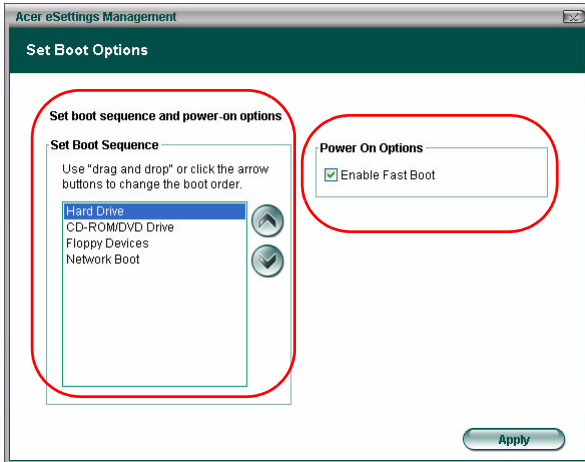 Acer eSettings Management
Set Boot Options
Set boot sequence and power-on options
Set Boot Sequence
Use "drag and drop" or click the arrow
buttons to change the boot order.
Hard Drive
CD-ROM/DVD Drive
Floppy Devices
Network Boot
Power On Options
Enable Fast Boot
Apply